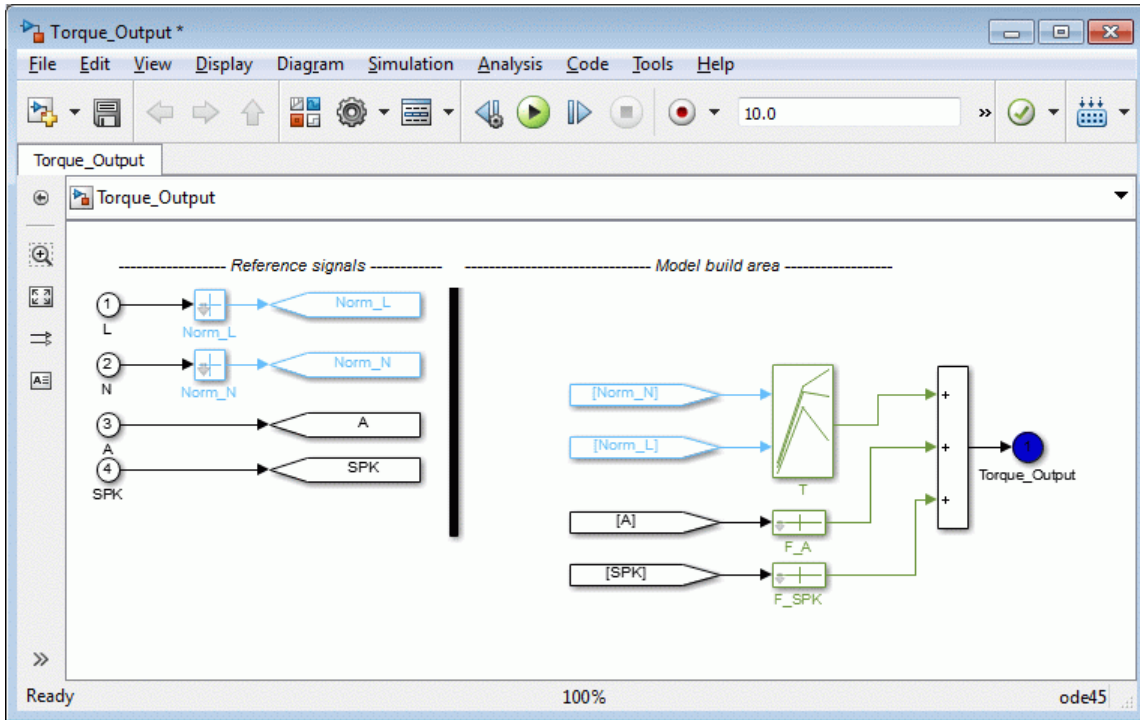 Torque_Output *
File Edit View Display Diagram Simulation Analysis Code Tools Help
10.0
Torque_Output
Torque_Output
------------------ Reference signals ------------
------------------------------- Model build area ------------------
1
L
Norm_L
Norm_L
2
N
Norm_N
Norm_N
3
A
A
4
SPK
SPK
[Norm_N]
[Norm_L]
T
[A]
F_A
[SPK]
F_SPK
+
+
+
1
Torque_Output
Ready 100% ode45